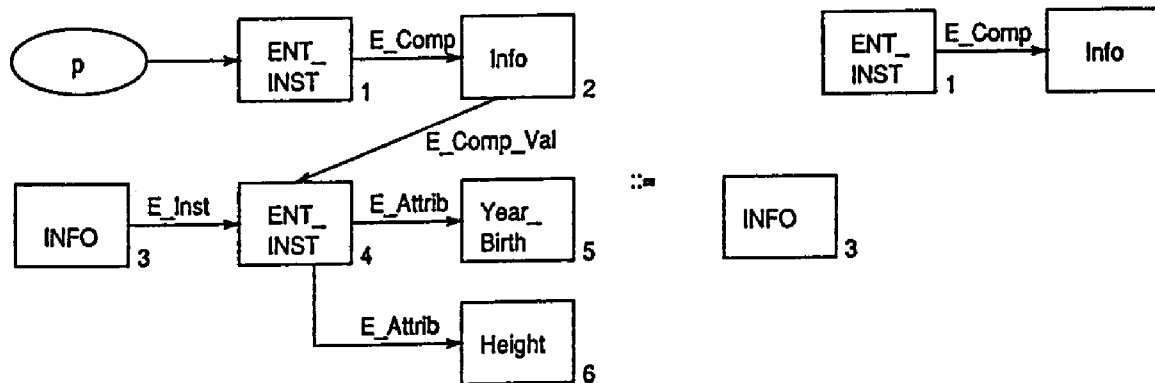 p
ENT_
INST
1
E_Comp
Info
2
E_Comp_Val
INFO
3
E_Inst
ENT_
INST
4
E_Attrib
Year_
Birth
5
E_Attrib
Height
6
::=
ENT_
INST
1
E_Comp
Info
INFO
3